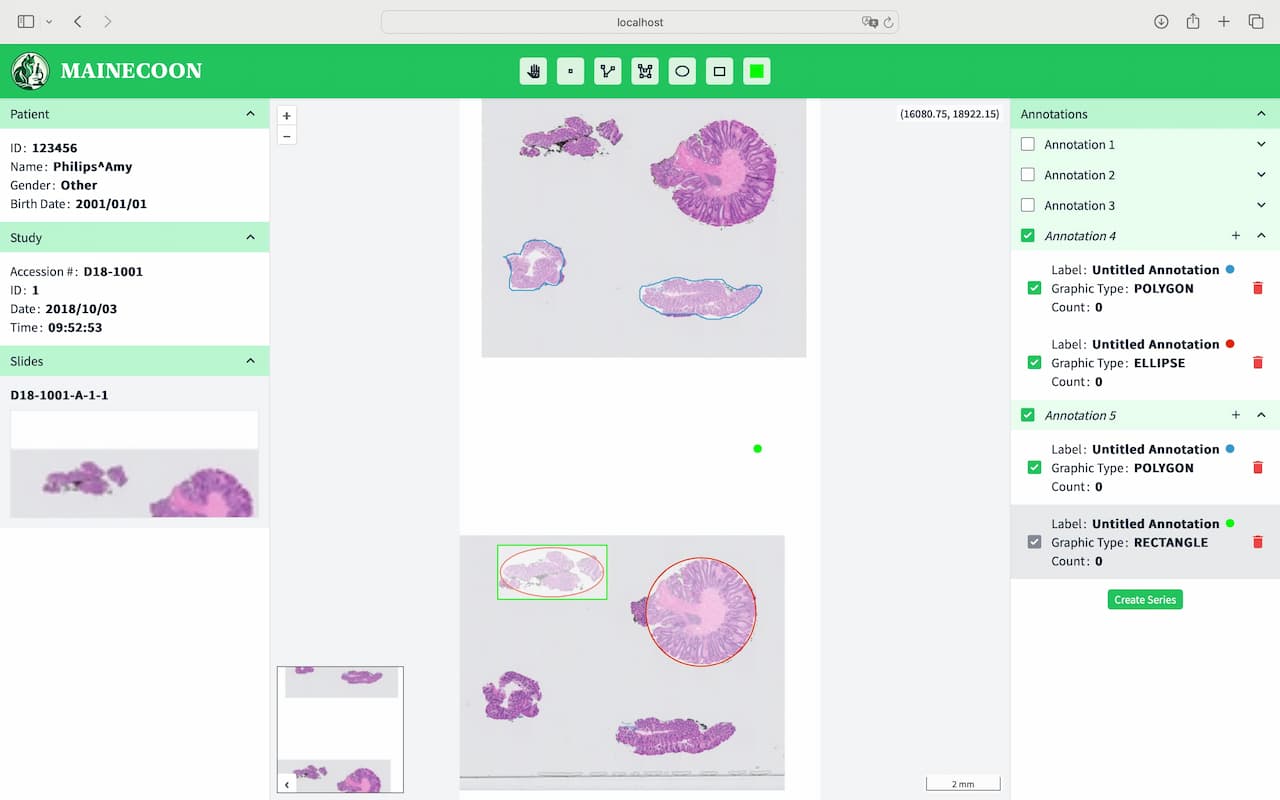 localhost
MAINECOON
Patient
ID: 123456
Name: Philips^Amy
Gender: Other
Birth Date: 2001/01/01
Study
Accession #: D18-1001
ID: 1
Date: 2018/10/03
Time: 09:52:53
Slides
D18-1001-A-1-1
+
–
(16080.75, 18922.15)
2 mm
Annotations
Annotation 1
Annotation 2
Annotation 3
Annotation 4 +
Label: Untitled Annotation
Graphic Type: POLYGON
Count: 0
Label: Untitled Annotation
Graphic Type: ELLIPSE
Count: 0
Annotation 5 +
Label: Untitled Annotation
Graphic Type: POLYGON
Count: 0
Label: Untitled Annotation
Graphic Type: RECTANGLE
Count: 0
Create Series